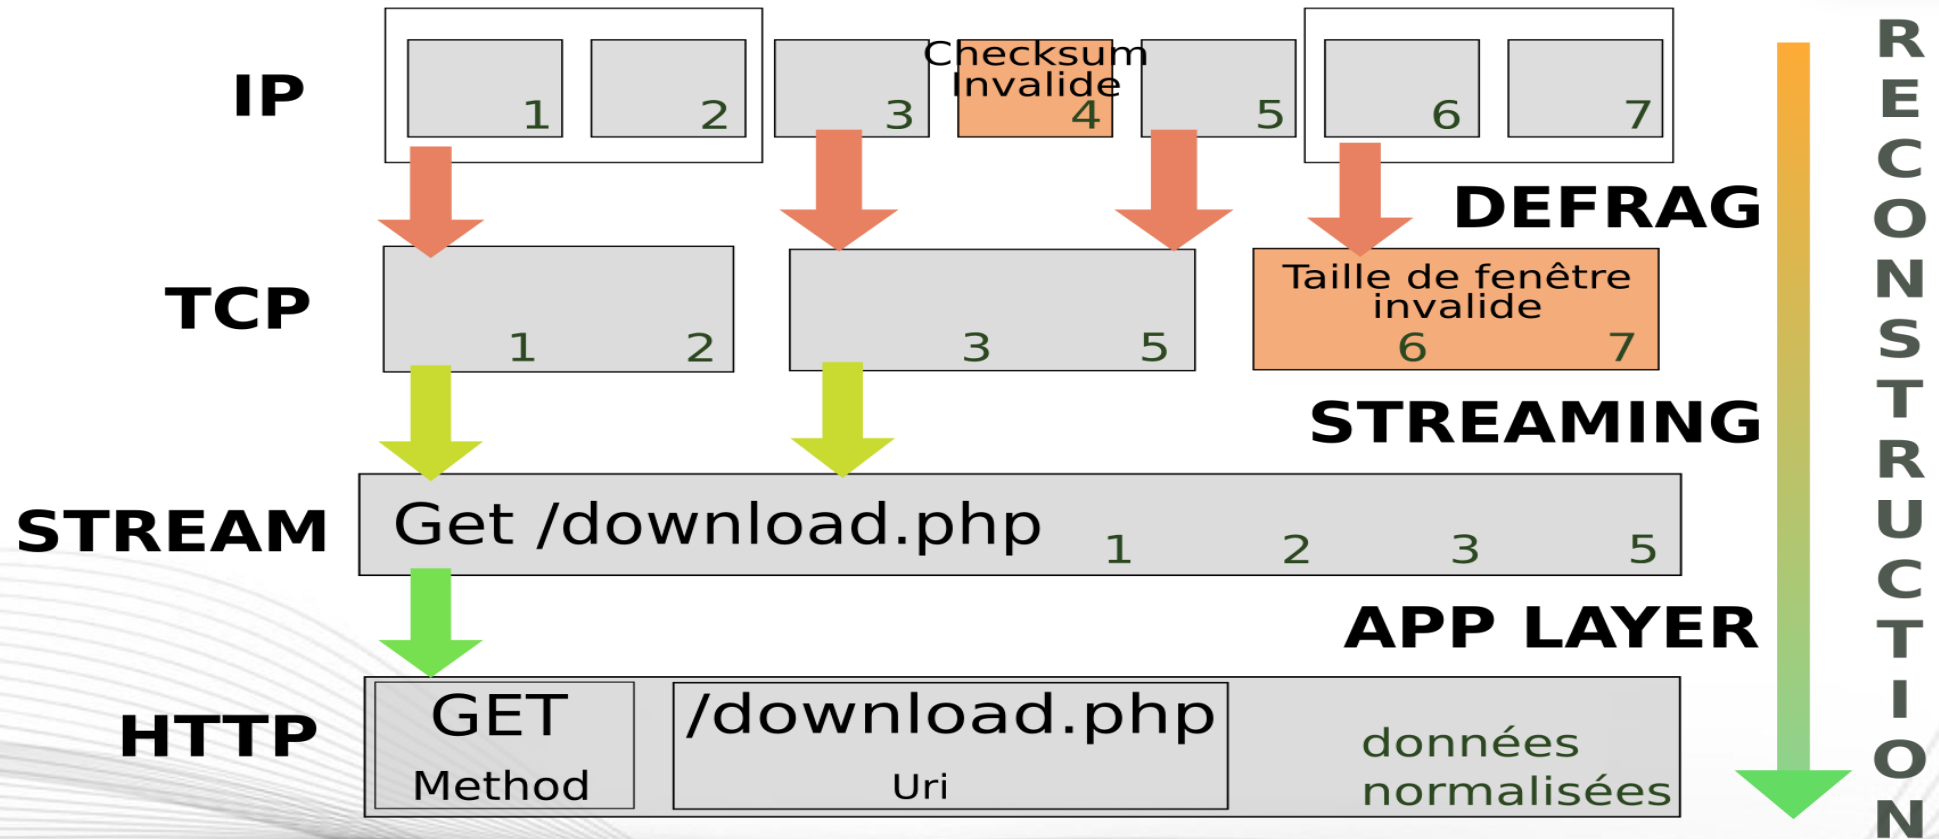 IP
1
2
3
Checksum
Invalide
4
5
6
7
DEFRAG
TCP
1
2
3
5
Taille de fenêtre
invalide
6
7
STREAMING
STREAM
Get /download.php
1
2
3
5
APP LAYER
HTTP
GET
Method
/download.php
Uri
données
normalisées
R
E
C
O
N
S
T
R
U
C
T
I
O
N